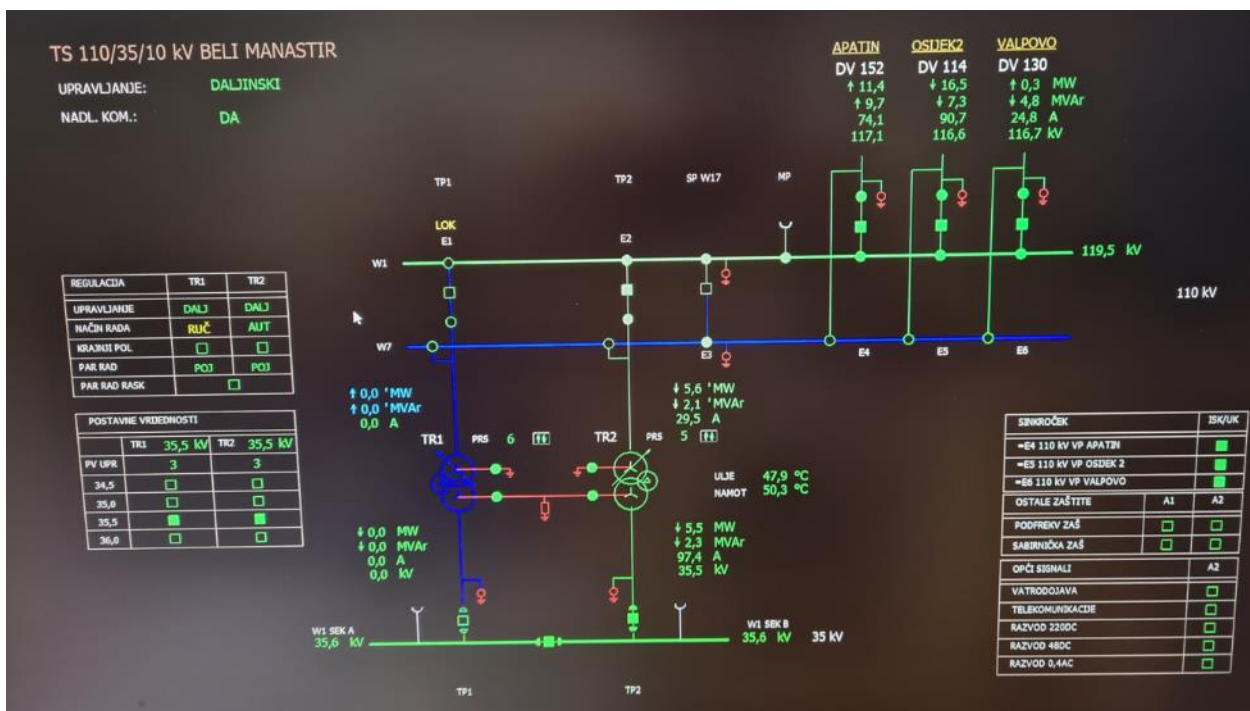 TS 110/35/10 kV BELI MANASTIR
UPRAVLJANJE: DALJINSKI
NADL. KOM.: DA
APATIN OSIJEK2 VALPOVO
DV 152 DV 114 DV 130
↑ 11,4 ↓ 16,5 ↑ 0,3 MW
↑ 9,7 ↓ 7,3 ↓ 4,8 MVAr
74,1 90,7 24,8 A
117,1 116,6 116,7 kV
TP1 TP2 SP W17 MP
LOK
E1 E2
W1 119,5 kV
110 kV
W7 E3 E4 E5 E6
REGULACIJA TR1 TR2
UPRAVLJANJE DALJ DALJ
NAČIN RADA RUČ AUT
KRAJNJI POL
PAR RAD POJ POJ
PAR RAD RASK
↑ 0,0 'MW
↑ 0,0 'MVAr
0,0 A
↓ 5,6 'MW
↓ 2,1 'MVAr
29,5 A
TR1 PRS 6 TR2 PRS 5
ULJE 47,9 °C
NAMOT 50,3 °C
POSTAVNE VRIJEDNOSTI
TR1 35,5 kV TR2 35,5 kV
PV UPR 3 3
34,5
35,0
35,5
36,0
↓ 0,0 MW
↓ 0,0 MVAr
0,0 A
0,0 kV
↓ 5,5 MW
↓ 2,3 MVAr
97,4 A
35,5 kV
W1 SEK A
35,6 kV
W1 SEK B
35,6 kV 35 kV
TP1 TP2
SINKROČEK ISK/UK
=E4 110 kV VP APATIN
=E5 110 kV VP OSIJEK 2
=E6 110 kV VP VALPOVO
OSTALE ZAŠTITE A1 A2
PODFREKV ZAŠ
SABIRNIČKA ZAŠ
OPĆI SIGNALI A2
VATRODOJAVA
TELEKOMUNIKACIJE
RAZVOD 220DC
RAZVOD 48DC
RAZVOD 0,4AC